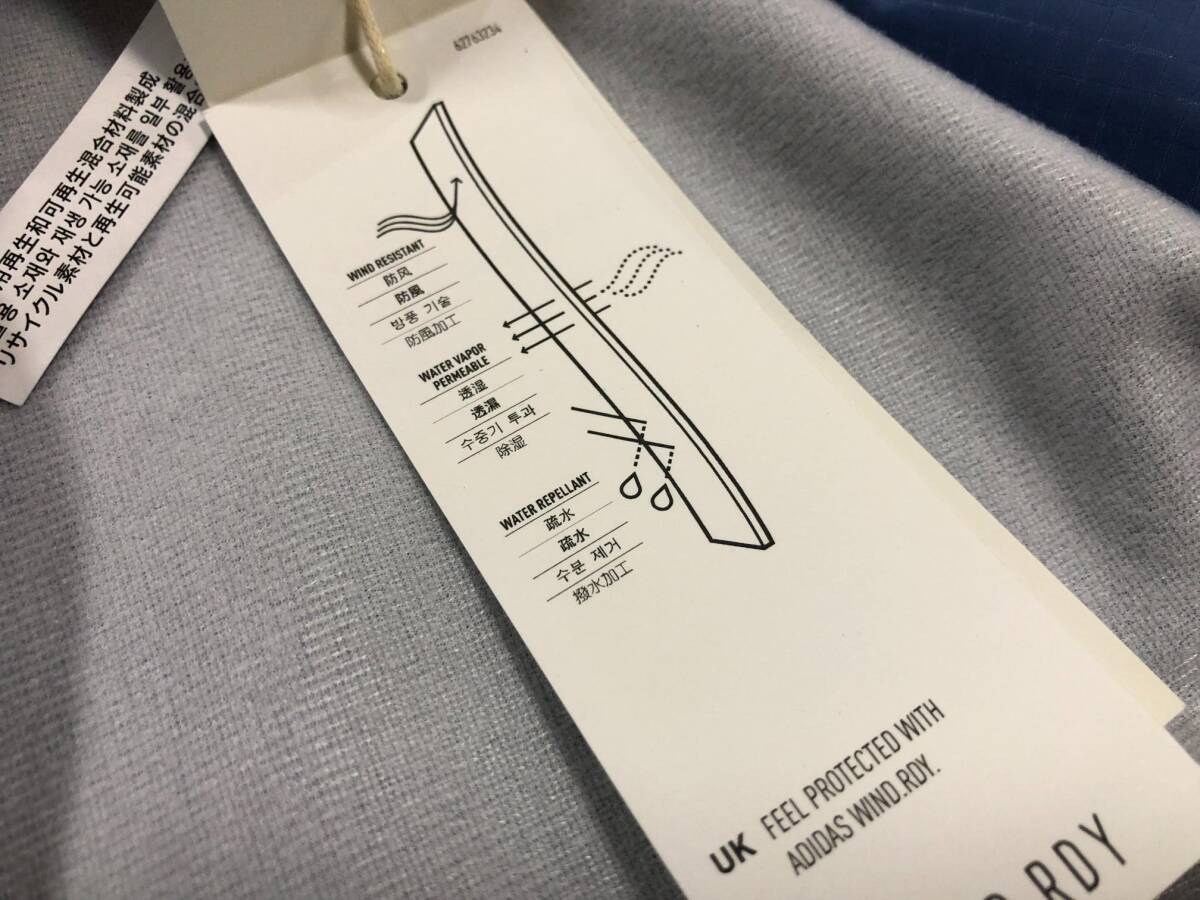 用再生和可再生混合材料製成
소재와 재생 가능 소재를 일부 활용
リサイクル素材と再生可能素材の混合
62763234
WIND RESISTANT
防风
防風
방풍 기술
防風加工
WATER VAPOR
PERMEABLE
透湿
透濕
수증기 투과
除湿
WATER REPELLANT
疏水
疏水
수분 제거
撥水加工
UK FEEL PROTECTED WITH
ADIDAS WIND.RDY.
RDY